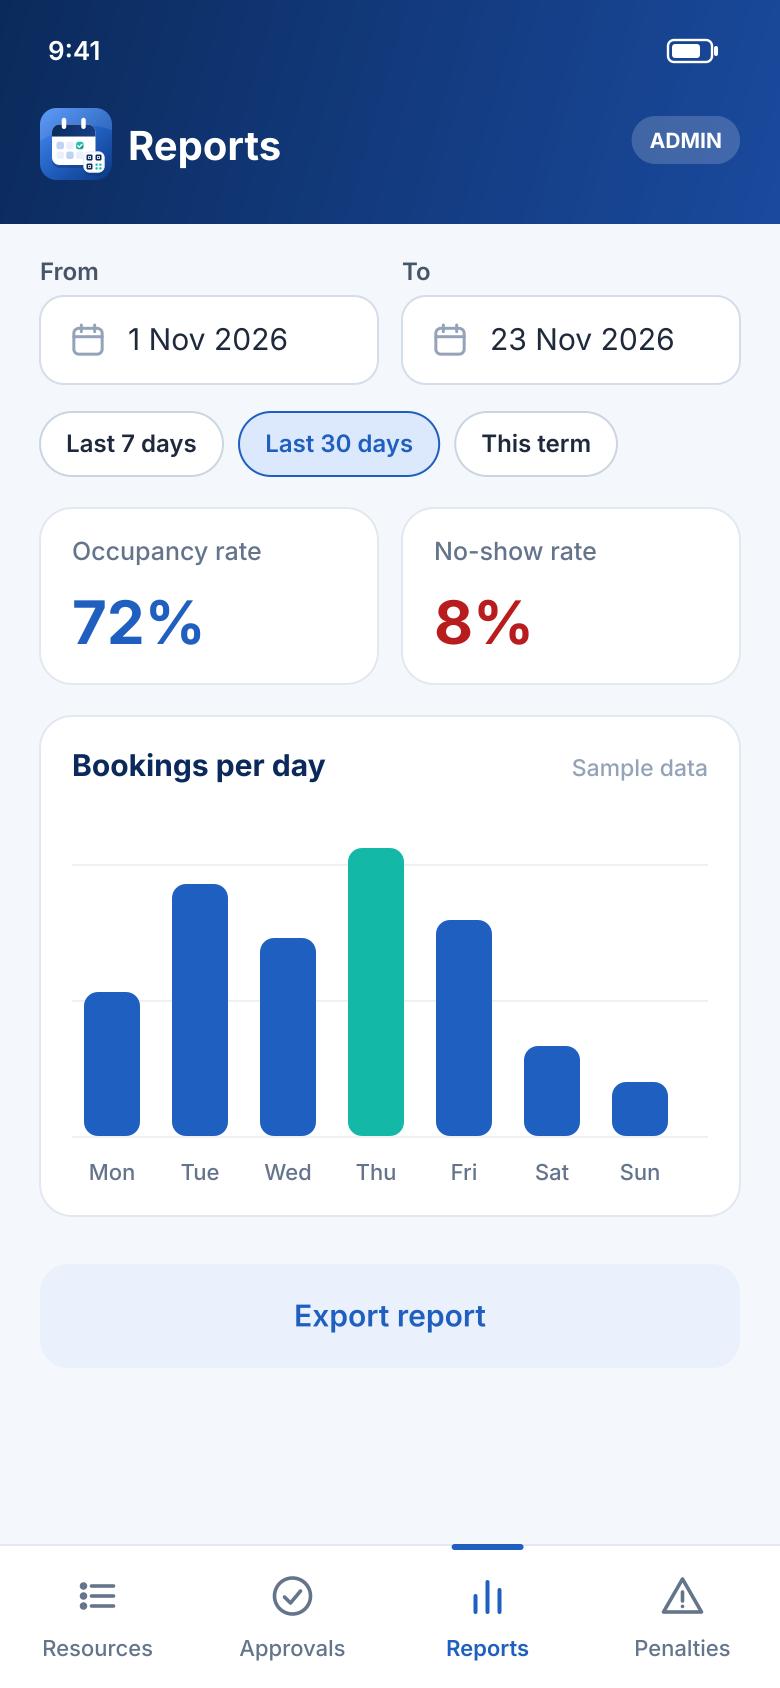 9:41
Reports
ADMIN
From
To
1 Nov 2026
23 Nov 2026
Last 7 days
Last 30 days
This term
Occupancy rate
No-show rate
72%
8%
Bookings per day
Sample data
Mon
Tue
Wed
Thu
Fri
Sat
Sun
Export report
Resources
Approvals
Reports
Penalties